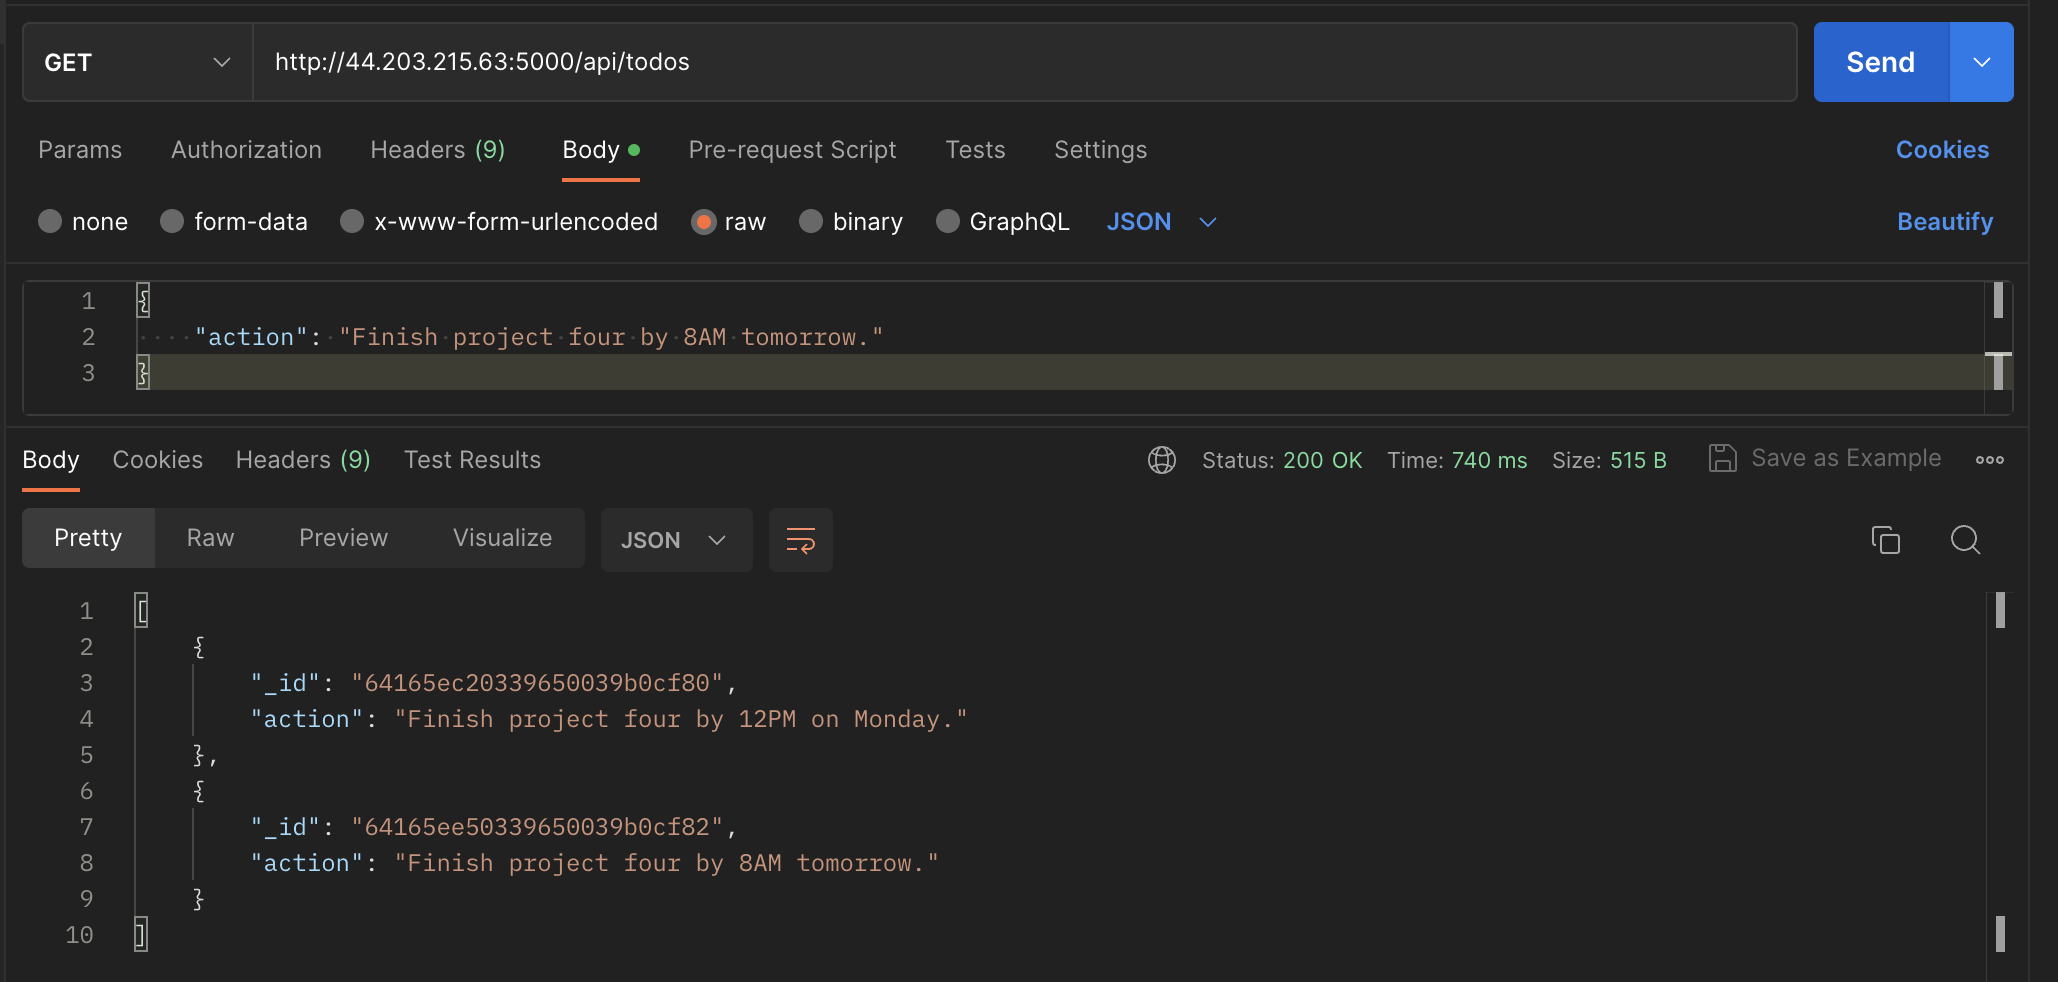 GET http://44.203.215.63:5000/api/todos Send
Params Authorization Headers (9) Body Pre-request Script Tests Settings Cookies
none form-data x-www-form-urlencoded raw binary GraphQL JSON Beautify
1 {
2 "action": "Finish project four by 8AM tomorrow."
3 }
Body Cookies Headers (9) Test Results Status: 200 OK Time: 740 ms Size: 515 B Save as Example
Pretty Raw Preview Visualize JSON
1 [
2 {
3 "_id": "64165ec20339650039b0cf80",
4 "action": "Finish project four by 12PM on Monday."
5 },
6 {
7 "_id": "64165ee50339650039b0cf82",
8 "action": "Finish project four by 8AM tomorrow."
9 }
10 ]